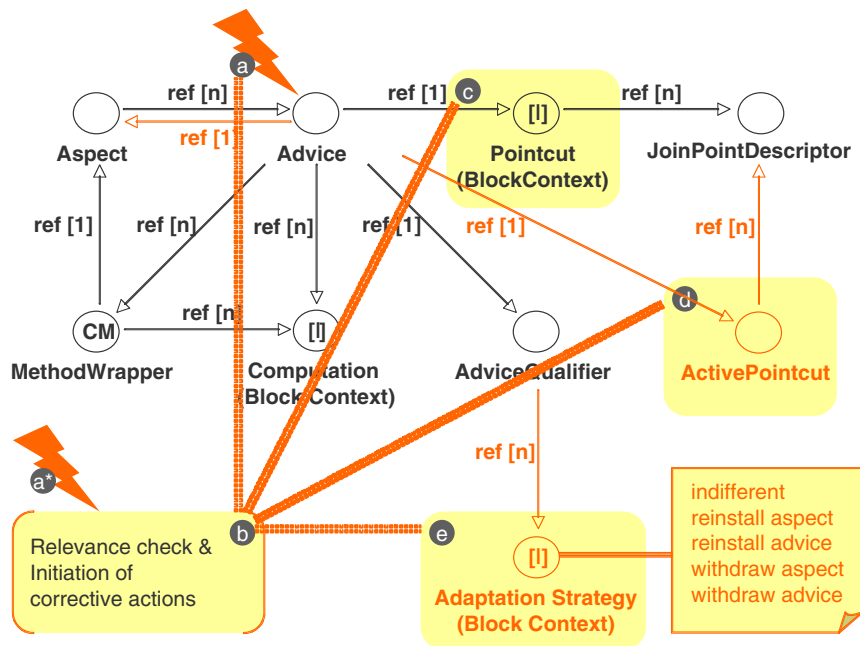 a
c
ref [n]
ref [1]
ref [n]
[I]
ref [1]
Aspect
Advice
Pointcut
(BlockContext)
JoinPointDescriptor
ref [1]
ref [n]
ref [n]
ref [1]
ref [1]
ref [n]
d
ref [n]
CM
[I]
MethodWrapper
Computation
(Block Context)
AdviceQualifier
ActivePointcut
ref [n]
a*
b
e
Relevance check &
Initiation of
corrective actions
[I]
Adaptation Strategy
(Block Context)
indifferent
reinstall aspect
reinstall advice
withdraw aspect
withdraw advice